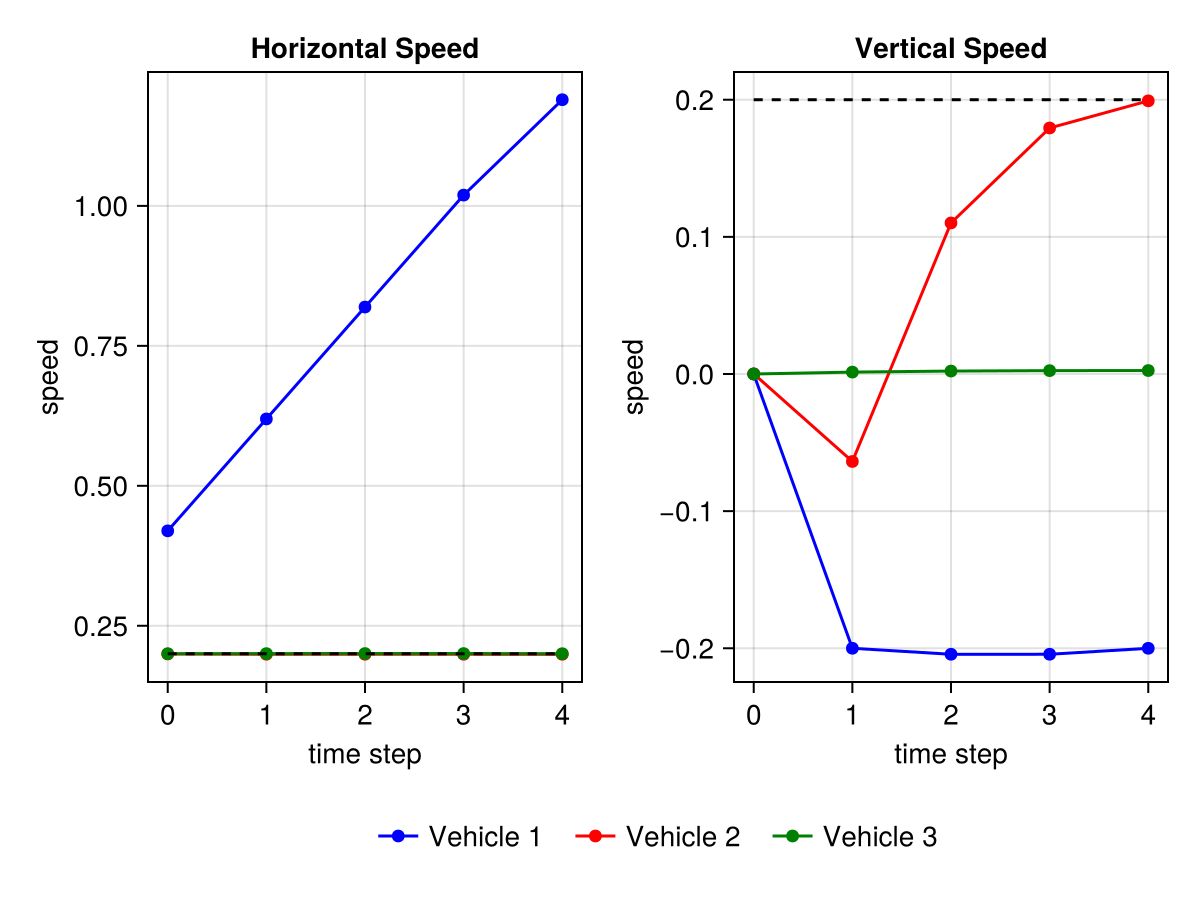 Horizontal Speed
1.00
0.75
0.50
0.25
speed
0 1 2 3 4
time step
Vertical Speed
0.2
0.1
0.0
−0.1
−0.2
speed
0 1 2 3 4
time step
Vehicle 1 Vehicle 2 Vehicle 3